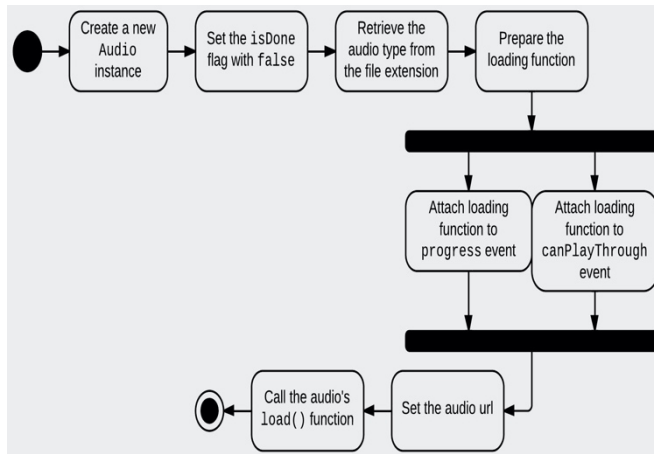 Create a new
Audio
instance
Set the isDone
flag with false
Retrieve the
audio type from
the file extension
Prepare the
loading function
Attach loading
function to
progress event
Attach loading
function to
canPlayThrough
event
Call the audio's
load() function
Set the audio url